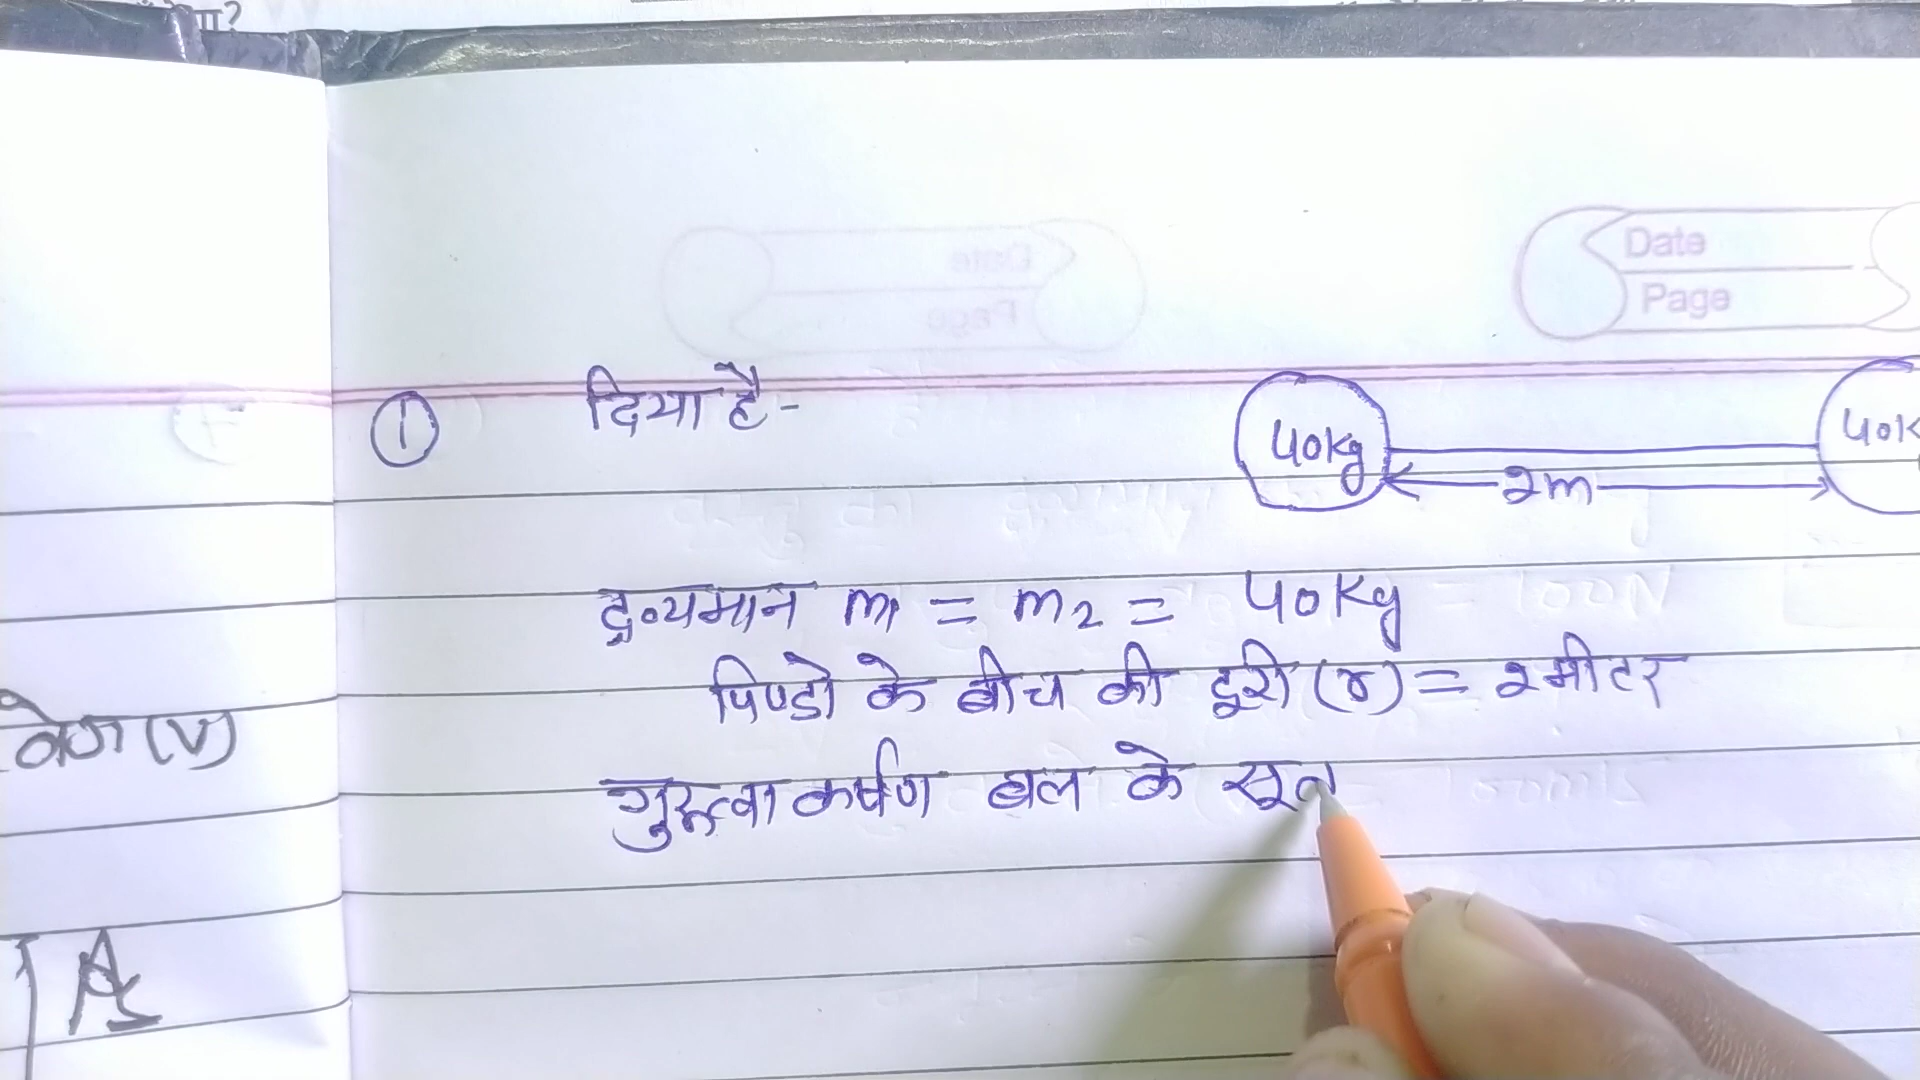 Date
Page
① दिया है-
40kg 2m 40k
द्रव्यमान m1 = m2 = 40Kg
पिण्डो के बीच की दूरी (r) = 2 मीटर
गुरुत्वाकर्षण बल के सूत
वेग (v)